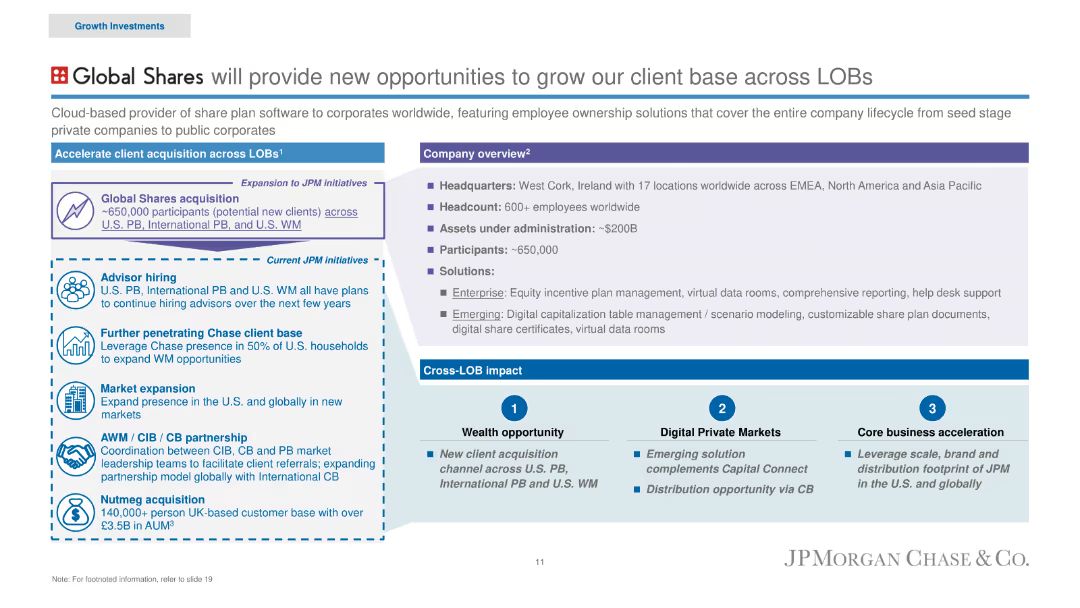 Growth Investments
Global Shares will provide new opportunities to grow our client base across LOBs
Cloud-based provider of share plan software to corporates worldwide, featuring employee ownership solutions that cover the entire company lifecycle from seed stage
private companies to public corporates
Accelerate client acquisition across LOBs¹
Expansion to JPM initiatives
Global Shares acquisition
~650,000 participants (potential new clients) across
U.S. PB, International PB, and U.S. WM
Current JPM initiatives
Advisor hiring
U.S. PB, International PB and U.S. WM all have plans
to continue hiring advisors over the next few years
Further penetrating Chase client base
Leverage Chase presence in 50% of U.S. households
to expand WM opportunities
Market expansion
Expand presence in the U.S. and globally in new
markets
AWM / CIB / CB partnership
Coordination between CIB, CB and PB market
leadership teams to facilitate client referrals; expanding
partnership model globally with International CB
Nutmeg acquisition
140,000+ person UK-based customer base with over
£3.5B in AUM³
Company overview²
Headquarters: West Cork, Ireland with 17 locations worldwide across EMEA, North America and Asia Pacific
Headcount: 600+ employees worldwide
Assets under administration: ~$200B
Participants: ~650,000
Solutions:
Enterprise: Equity incentive plan management, virtual data rooms, comprehensive reporting, help desk support
Emerging: Digital capitalization table management / scenario modeling, customizable share plan documents,
digital share certificates, virtual data rooms
Cross-LOB impact
1
Wealth opportunity
New client acquisition
channel across U.S. PB,
International PB and U.S. WM
2
Digital Private Markets
Emerging solution
complements Capital Connect
Distribution opportunity via CB
3
Core business acceleration
Leverage scale, brand and
distribution footprint of JPM
in the U.S. and globally
11
JPMORGAN CHASE & CO.
Note: For footnoted information, refer to slide 19